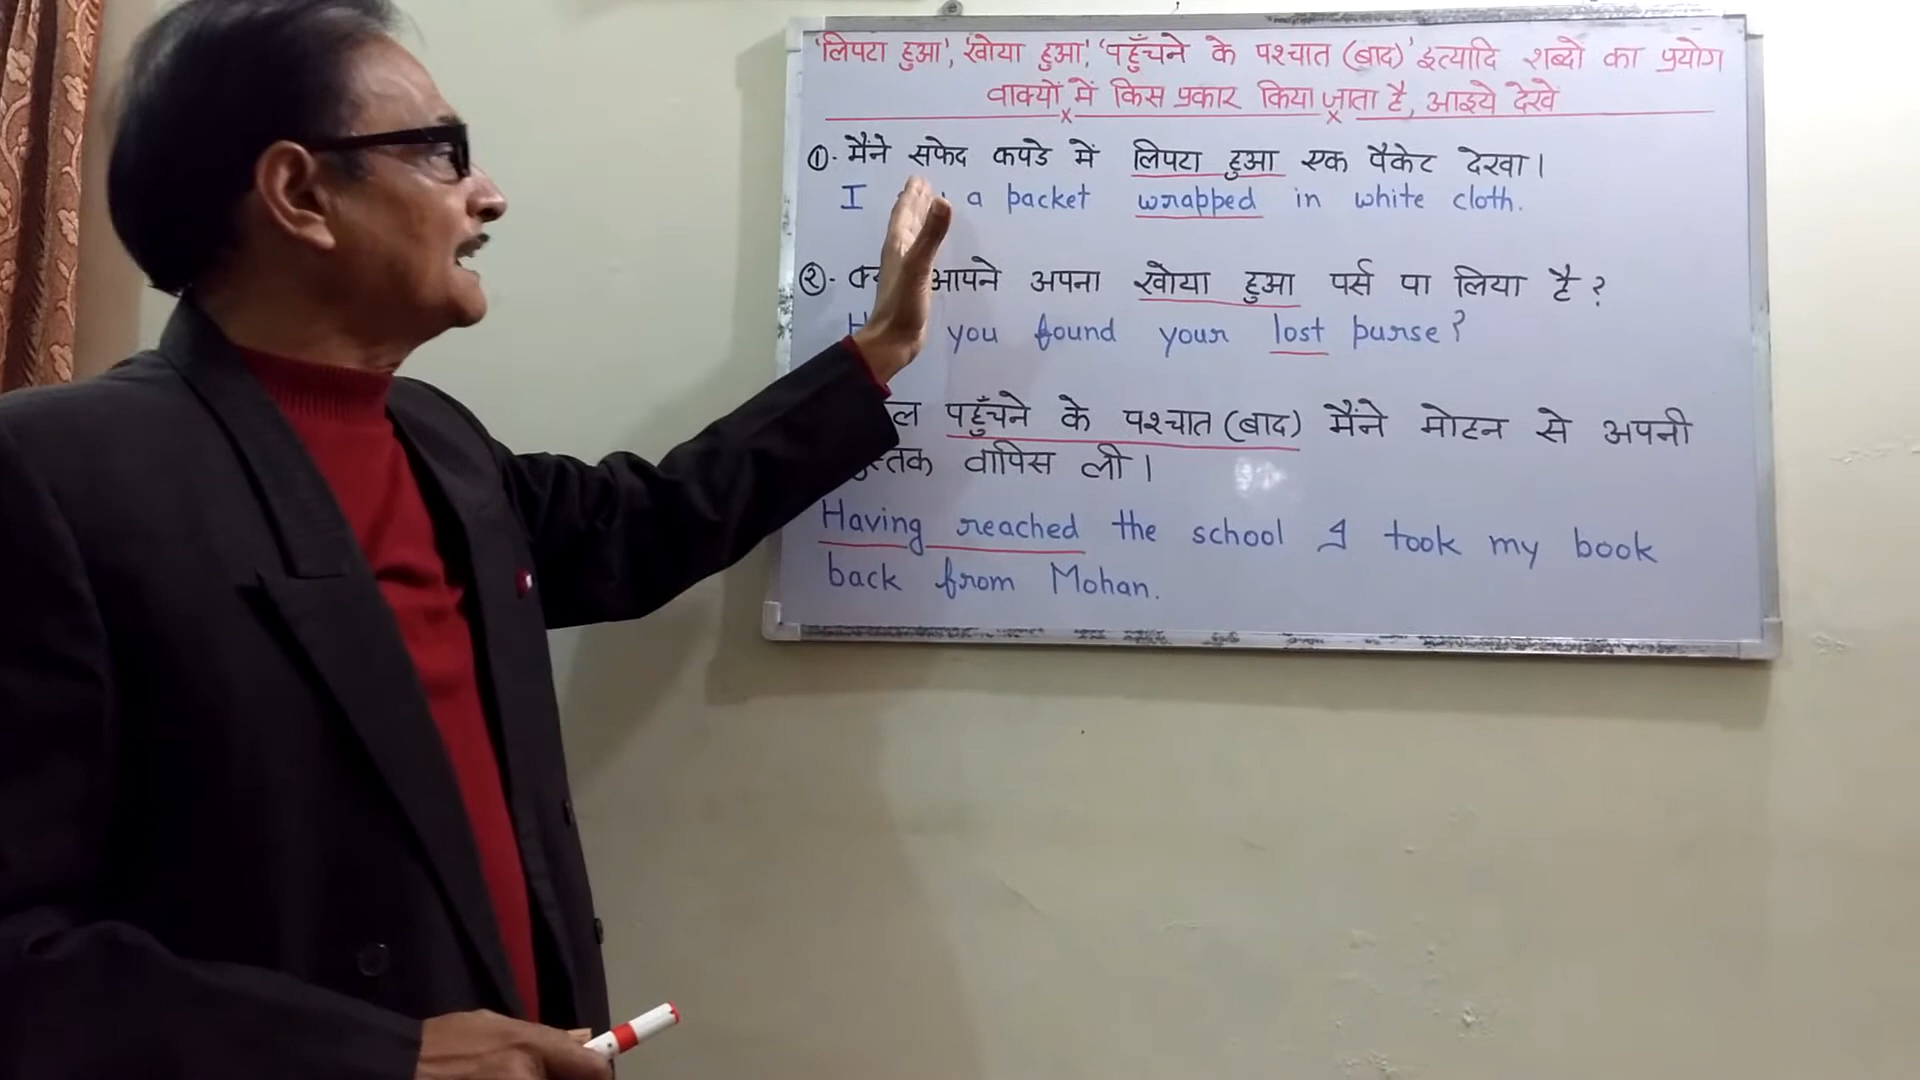 'लिपटा हुआ', 'खोया हुआ', 'पहुँचने के पश्चात (बाद)' इत्यादि शब्दों का प्रयोग
वाक्यों में किस प्रकार किया जाता है, आइये देखें
①- मैंने सफेद कपडे में लिपटा हुआ एक पैकेट देखा।
I a packet wrapped in white cloth.
②- आपने अपना खोया हुआ पर्स पा लिया है?
you found your lost purse?
पहुँचने के पश्चात (बाद) मैंने मोहन से अपनी
वापिस ली।
Having reached the school I took my book
back from Mohan.